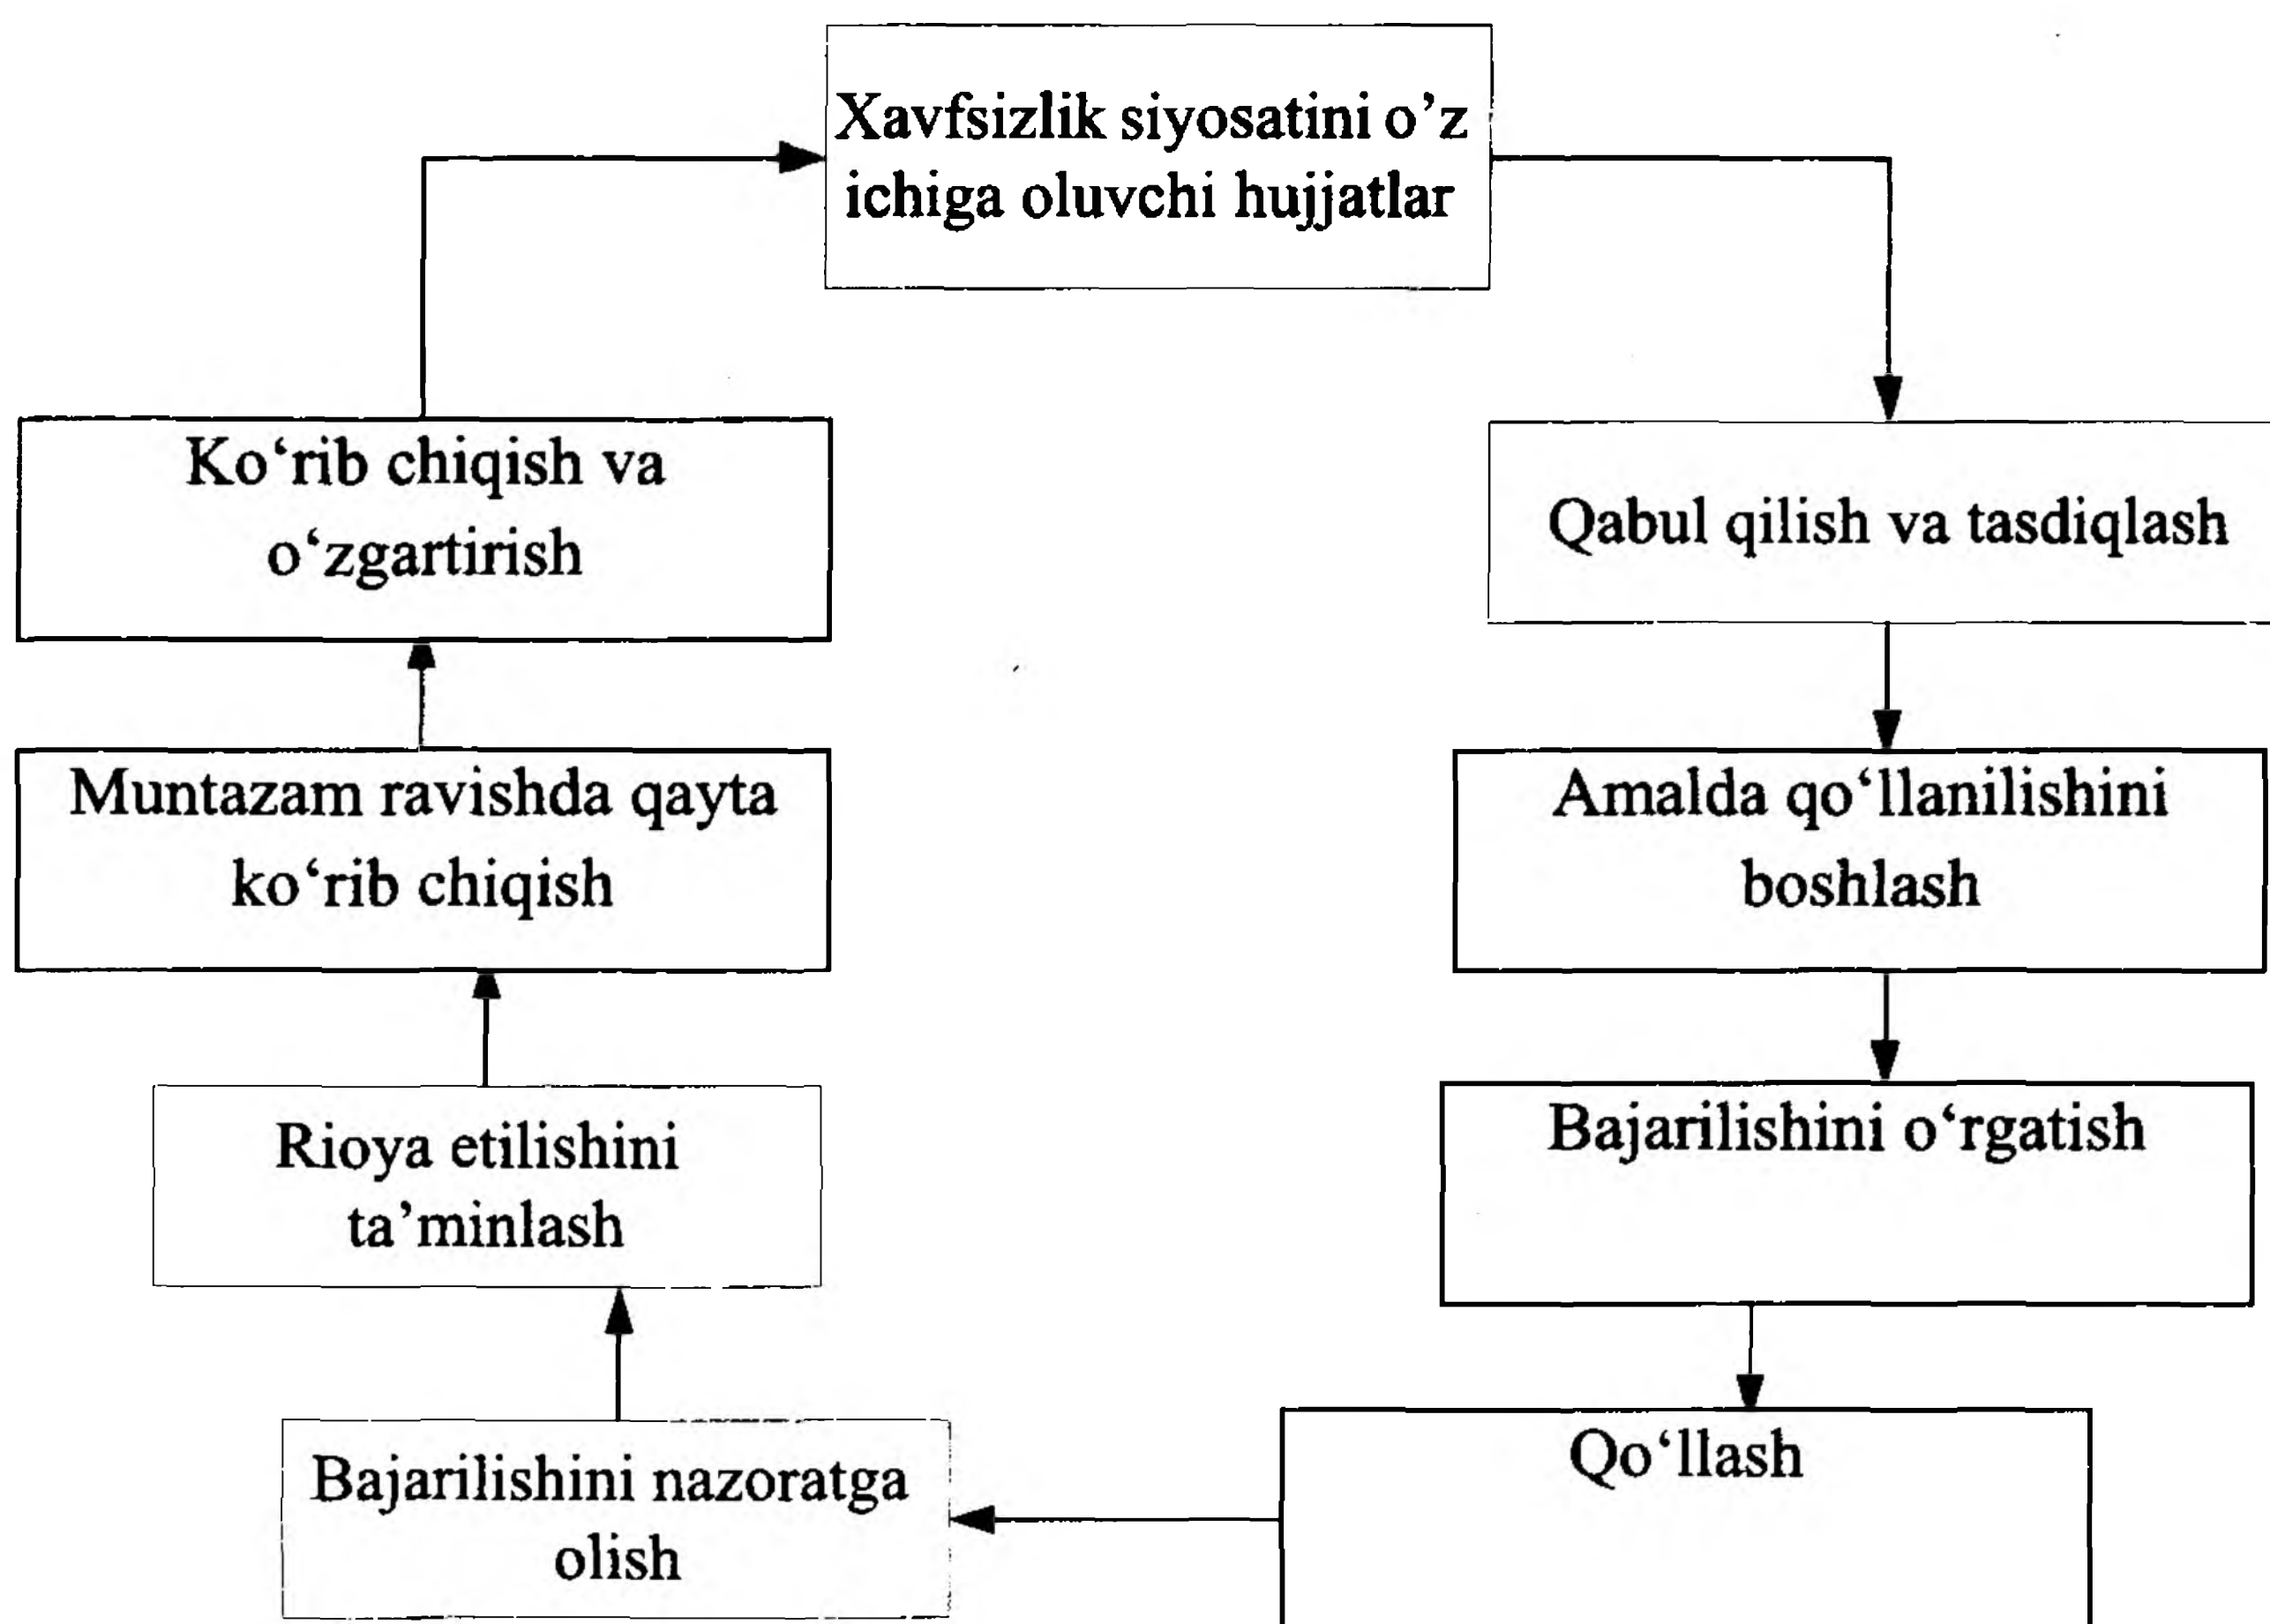 Xavfsizlik siyosatini o’z
ichiga oluvchi hujjatlar
Ko‘rib chiqish va
o‘zgartirish
Qabul qilish va tasdiqlash
Muntazam ravishda qayta
ko‘rib chiqish
Amalda qo‘llanilishini
boshlash
Rioya etilishini
ta’minlash
Bajarilishini o‘rgatish
Bajarilishini nazoratga
olish
Qo‘llash